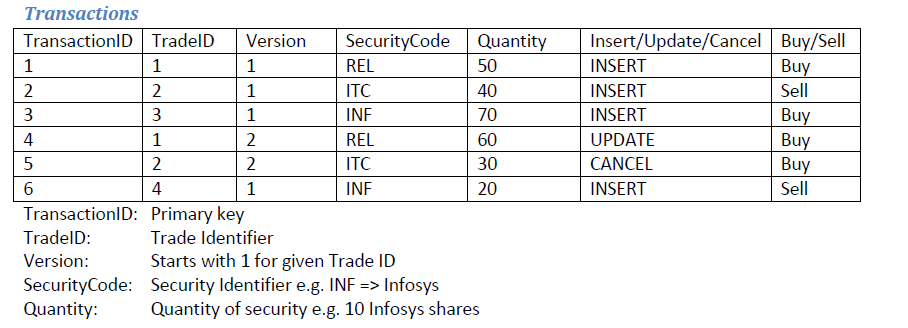 Transactions
TransactionID TradeID Version SecurityCode Quantity Insert/Update/Cancel Buy/Sell
1 1 1 REL 50 INSERT Buy
2 2 1 ITC 40 INSERT Sell
3 3 1 INF 70 INSERT Buy
4 1 2 REL 60 UPDATE Buy
5 2 2 ITC 30 CANCEL Buy
6 4 1 INF 20 INSERT Sell
TransactionID: Primary key
TradeID: Trade Identifier
Version: Starts with 1 for given Trade ID
SecurityCode: Security Identifier e.g. INF => Infosys
Quantity: Quantity of security e.g. 10 Infosys shares